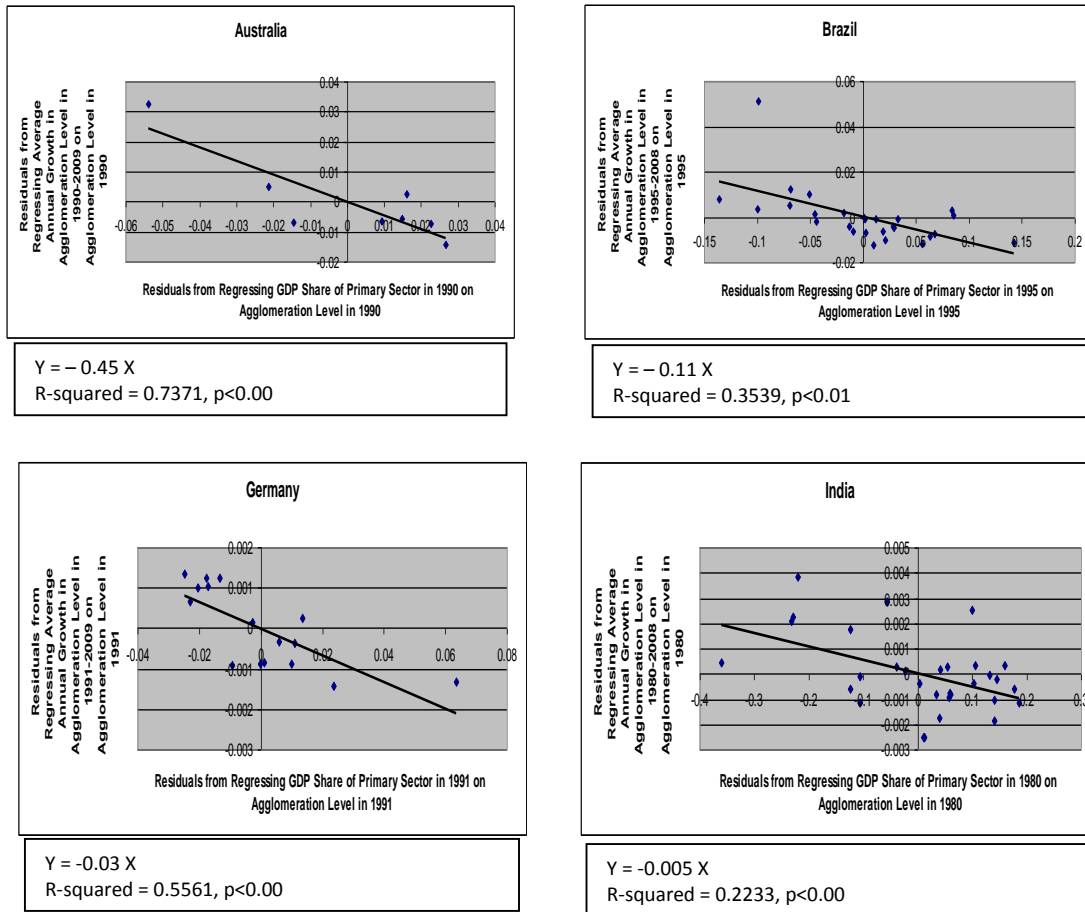 Australia
Residuals from
Regressing Average
Annual Growth in
Agglomeration Level in
1990-2009 on
Agglomeration Level in
1990
0.04
0.03
0.02
0.01
0
-0.01
-0.02
-0.06 -0.05 -0.04 -0.03 -0.02 -0.01 0 0.01 0.02 0.03 0.04
Residuals from Regressing GDP Share of Primary Sector in 1990 on
Agglomeration Level in 1990
Y = – 0.45 X
R-squared = 0.7371, p<0.00
Brazil
Residuals from
Regressing Average
Annual Growth in
Agglomeration Level in
1995-2008 on
Agglomeration Level in
1995
0.06
0.04
0.02
0
-0.02
-0.15 -0.1 -0.05 0 0.05 0.1 0.15 0.2
Residuals from Regressing GDP Share of Primary Sector in 1995 on
Agglomeration Level in 1995
Y = – 0.11 X
R-squared = 0.3539, p<0.01
Germany
Residuals from
Regressing Average
Annual Growth in
Agglomeration Level in
1991-2009 on
Agglomeration Level in
1991
0.002
0.001
0
-0.001
-0.002
-0.003
-0.04 -0.02 0 0.02 0.04 0.06 0.08
Residuals from Regressing GDP Share of Primary Sector in 1991 on
Agglomeration Level in 1991
Y = -0.03 X
R-squared = 0.5561, p<0.00
India
Residuals from
Regressing Average
Annual Growth in
Agglomeration Level in
1980-2008 on
Agglomeration Level in
1980
0.005
0.004
0.003
0.002
0.001
0
-0.001
-0.002
-0.003
-0.4 -0.3 -0.2 -0.1 0 0.1 0.2 0.3
Residuals from Regressing GDP Share of Primary Sector in 1980 on
Agglomeration Level in 1980
Y = -0.005 X
R-squared = 0.2233, p<0.00